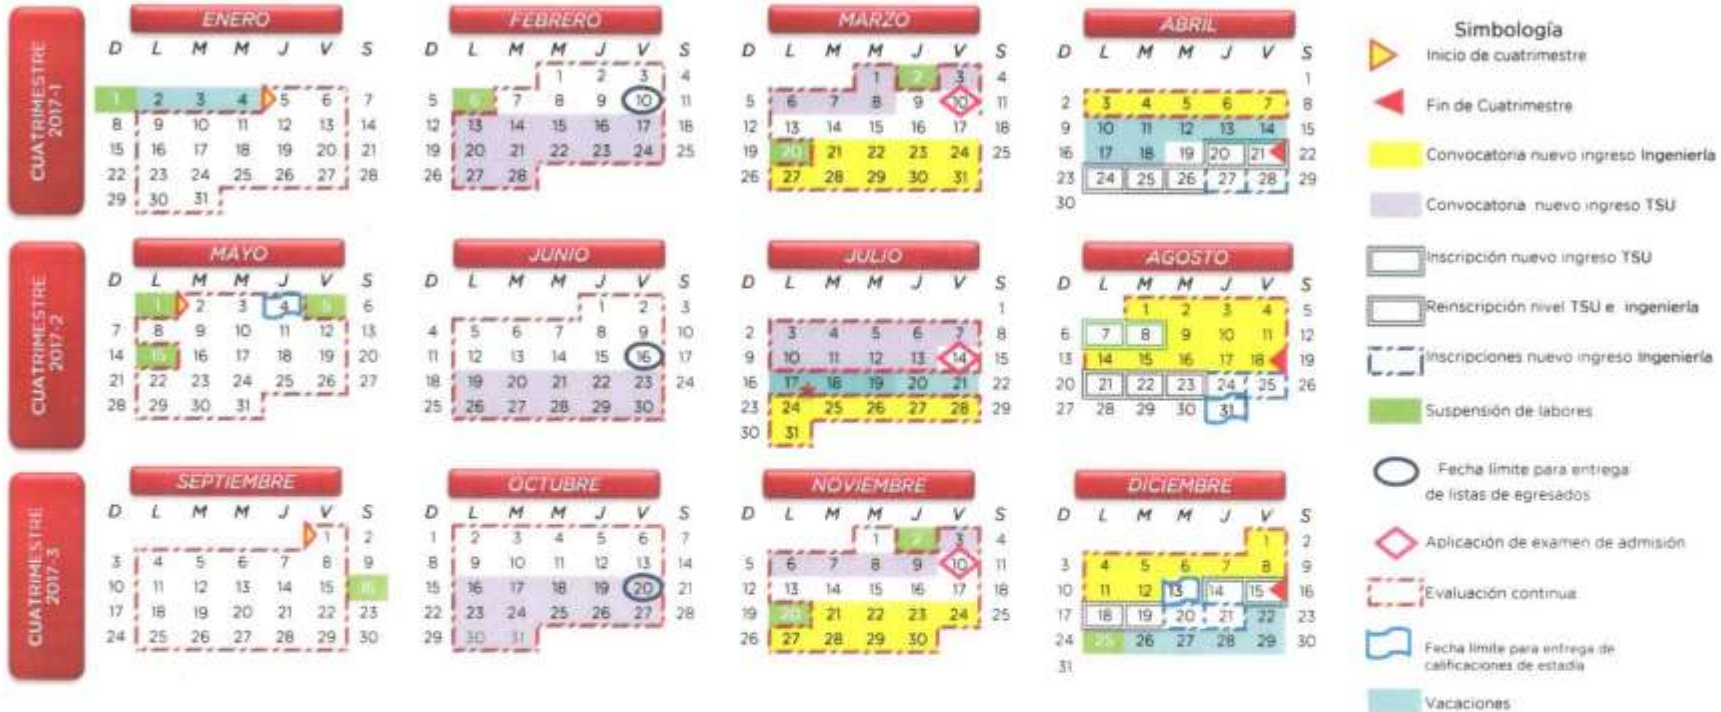 CUATRIMESTRE
2017-1
ENERO
D L M M J V S
1 2 3 4 5 6 7
8 9 10 11 12 13 14
15 16 17 18 19 20 21
22 23 24 25 26 27 28
29 30 31
FEBRERO
D L M M J V S
1 2 3 4
5 6 7 8 9 10 11
12 13 14 15 16 17 18
19 20 21 22 23 24 25
26 27 28
MARZO
D L M M J V S
1 2 3 4
5 6 7 8 9 10 11
12 13 14 15 16 17 18
19 20 21 22 23 24 25
26 27 28 29 30 31
ABRIL
D L M M J V S
1
2 3 4 5 6 7 8
9 10 11 12 13 14 15
16 17 18 19 20 21 22
23 24 25 26 27 28 29
30
CUATRIMESTRE
2017-2
MAYO
D L M M J V S
1 2 3 4 5 6
7 8 9 10 11 12 13
14 15 16 17 18 19 20
21 22 23 24 25 26 27
28 29 30 31
JUNIO
D L M M J V S
1 2 3
4 5 6 7 8 9 10
11 12 13 14 15 16 17
18 19 20 21 22 23 24
25 26 27 28 29 30
JULIO
D L M M J V S
1
2 3 4 5 6 7 8
9 10 11 12 13 14 15
16 17 18 19 20 21 22
23 24 25 26 27 28 29
30 31
AGOSTO
D L M M J V S
1 2 3 4 5
6 7 8 9 10 11 12
13 14 15 16 17 18 19
20 21 22 23 24 25 26
27 28 29 30 31
CUATRIMESTRE
2017-3
SEPTIEMBRE
D L M M J V S
1 2
3 4 5 6 7 8 9
10 11 12 13 14 15 16
17 18 19 20 21 22 23
24 25 26 27 28 29 30
OCTUBRE
D L M M J V S
1 2 3 4 5 6 7
8 9 10 11 12 13 14
15 16 17 18 19 20 21
22 23 24 25 26 27 28
29 30 31
NOVIEMBRE
D L M M J V S
1 2 3 4
5 6 7 8 9 10 11
12 13 14 15 16 17 18
19 20 21 22 23 24 25
26 27 28 29 30
DICIEMBRE
D L M M J V S
1 2
3 4 5 6 7 8 9
10 11 12 13 14 15 16
17 18 19 20 21 22 23
24 25 26 27 28 29 30
31
Simbología
Inicio de cuatrimestre
Fin de Cuatrimestre
Convocatoria nuevo ingreso Ingeniería
Convocatoria nuevo ingreso TSU
Inscripción nuevo ingreso TSU
Reinscripción nivel TSU e ingeniería
Inscripciones nuevo ingreso Ingeniería
Suspensión de labores
Fecha límite para entrega
de listas de egresados
Aplicación de examen de admisión
Evaluación continua
Fecha límite para entrega de
calificaciones de estadía
Vacaciones